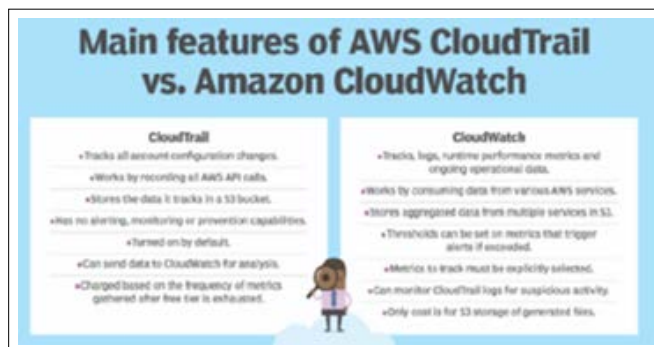 Main features of AWS CloudTrail
vs. Amazon CloudWatch
CloudTrail
•Tracks all account configuration changes.
•Works by recording all AWS API calls.
•Stores the data it tracks in a S3 bucket.
•Has no alerting, monitoring or prevention capabilities.
•Turned on by default.
•Can send data to CloudWatch for analysis.
•Charged based on the frequency of metrics
gathered after free tier is exhausted.
CloudWatch
•Tracks, logs, runtime performance metrics and
ongoing operational data.
•Works by consuming data from various AWS services.
•Stores aggregated data from multiple services in S3.
•Thresholds can be set on metrics that trigger
alerts if exceeded.
•Metrics to track must be explicitly selected.
•Can monitor CloudTrail logs for suspicious activity.
•Only cost is for S3 storage of generated files.